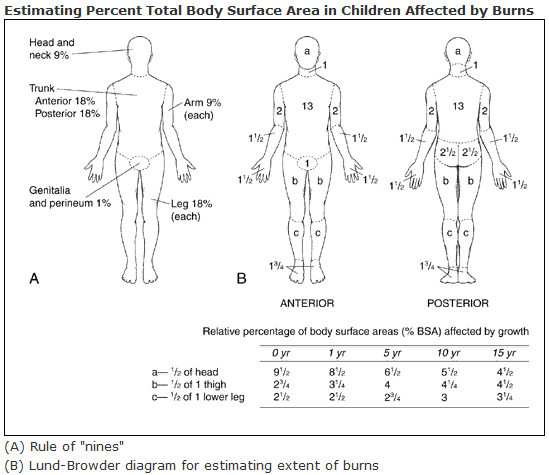 Estimating Percent Total Body Surface Area in Children Affected by Burns
Head and
neck 9%
Trunk
Anterior 18%
Posterior 18%
Arm 9%
(each)
Genitalia
and perineum 1%
Leg 18%
(each)
A
a
1
13
2
2
1½
1½
1½
1½
1
b
b
c
c
1¾
B
ANTERIOR
a
1
13
2
2
1½
1½
2½
2½
1½
1½
b
b
c
c
1¾
POSTERIOR
Relative percentage of body surface areas (% BSA) affected by growth
0 yr 1 yr 5 yr 10 yr 15 yr
a— ½ of head 9½ 8½ 6½ 5½ 4½
b— ½ of 1 thigh 2¾ 3¼ 4 4¼ 4½
c— ½ of 1 lower leg 2½ 2½ 2¾ 3 3¼
(A) Rule of "nines"
(B) Lund-Browder diagram for estimating extent of burns